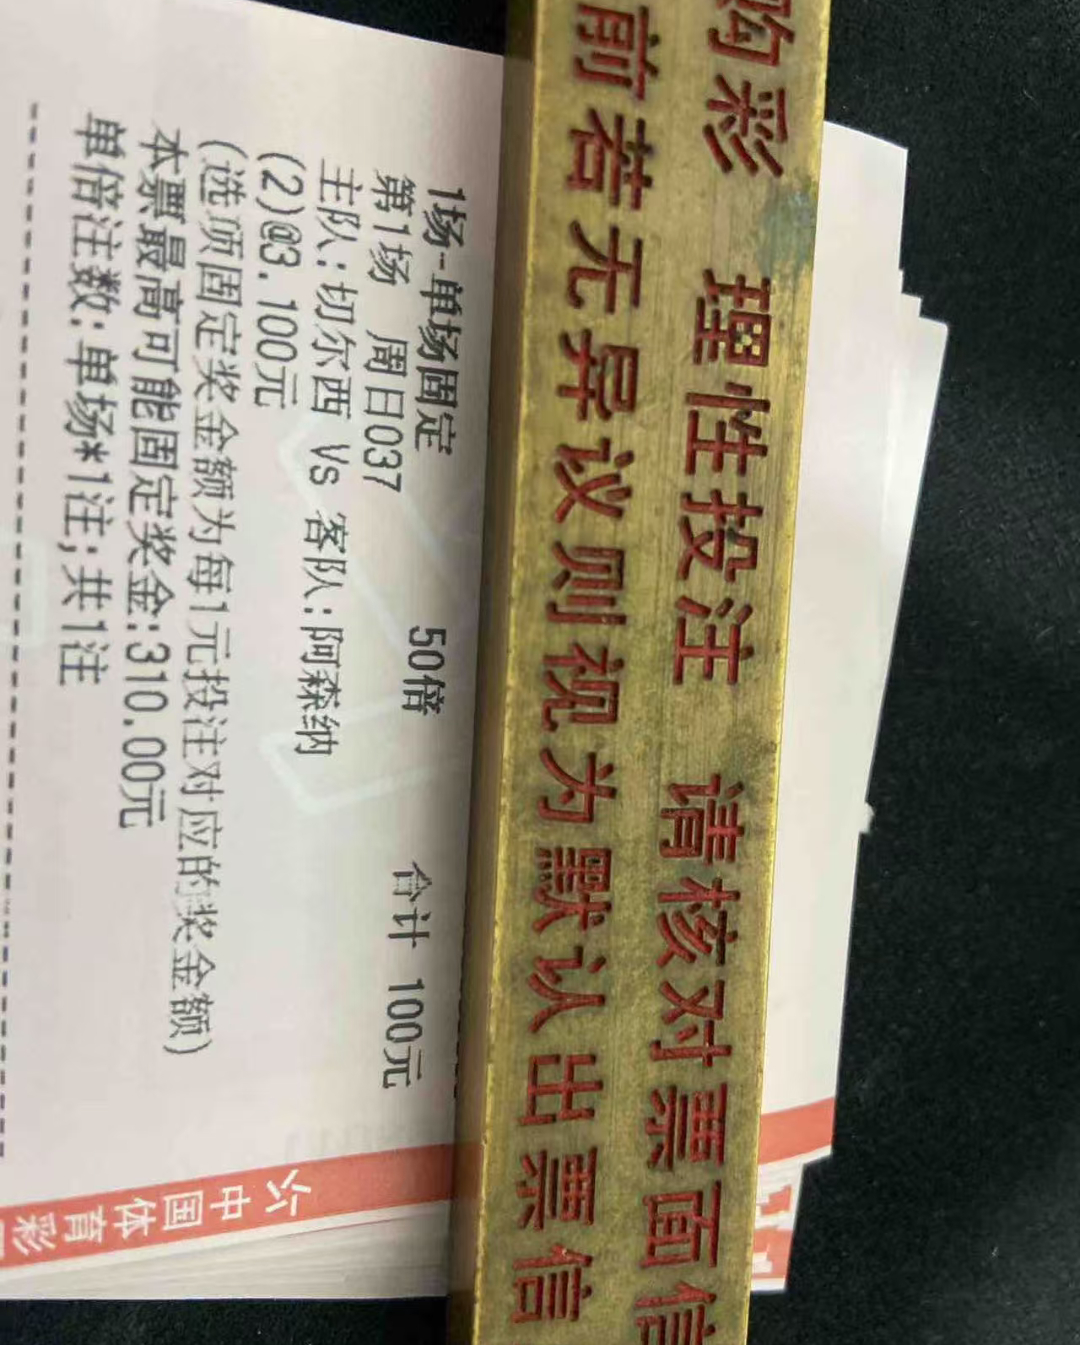 购彩 理性投注 请核对票面信
前若无异议则视为默认出票信
1场-单场固定 50倍 合计 100元
第1场 周日037
主队:切尔西 Vs 客队:阿森纳
(2)@3.100元
(选项固定奖金额为每1元投注对应的奖金额)
本票最高可能固定奖金:310.00元
单倍注数:单场*1注;共1注
中国体育彩